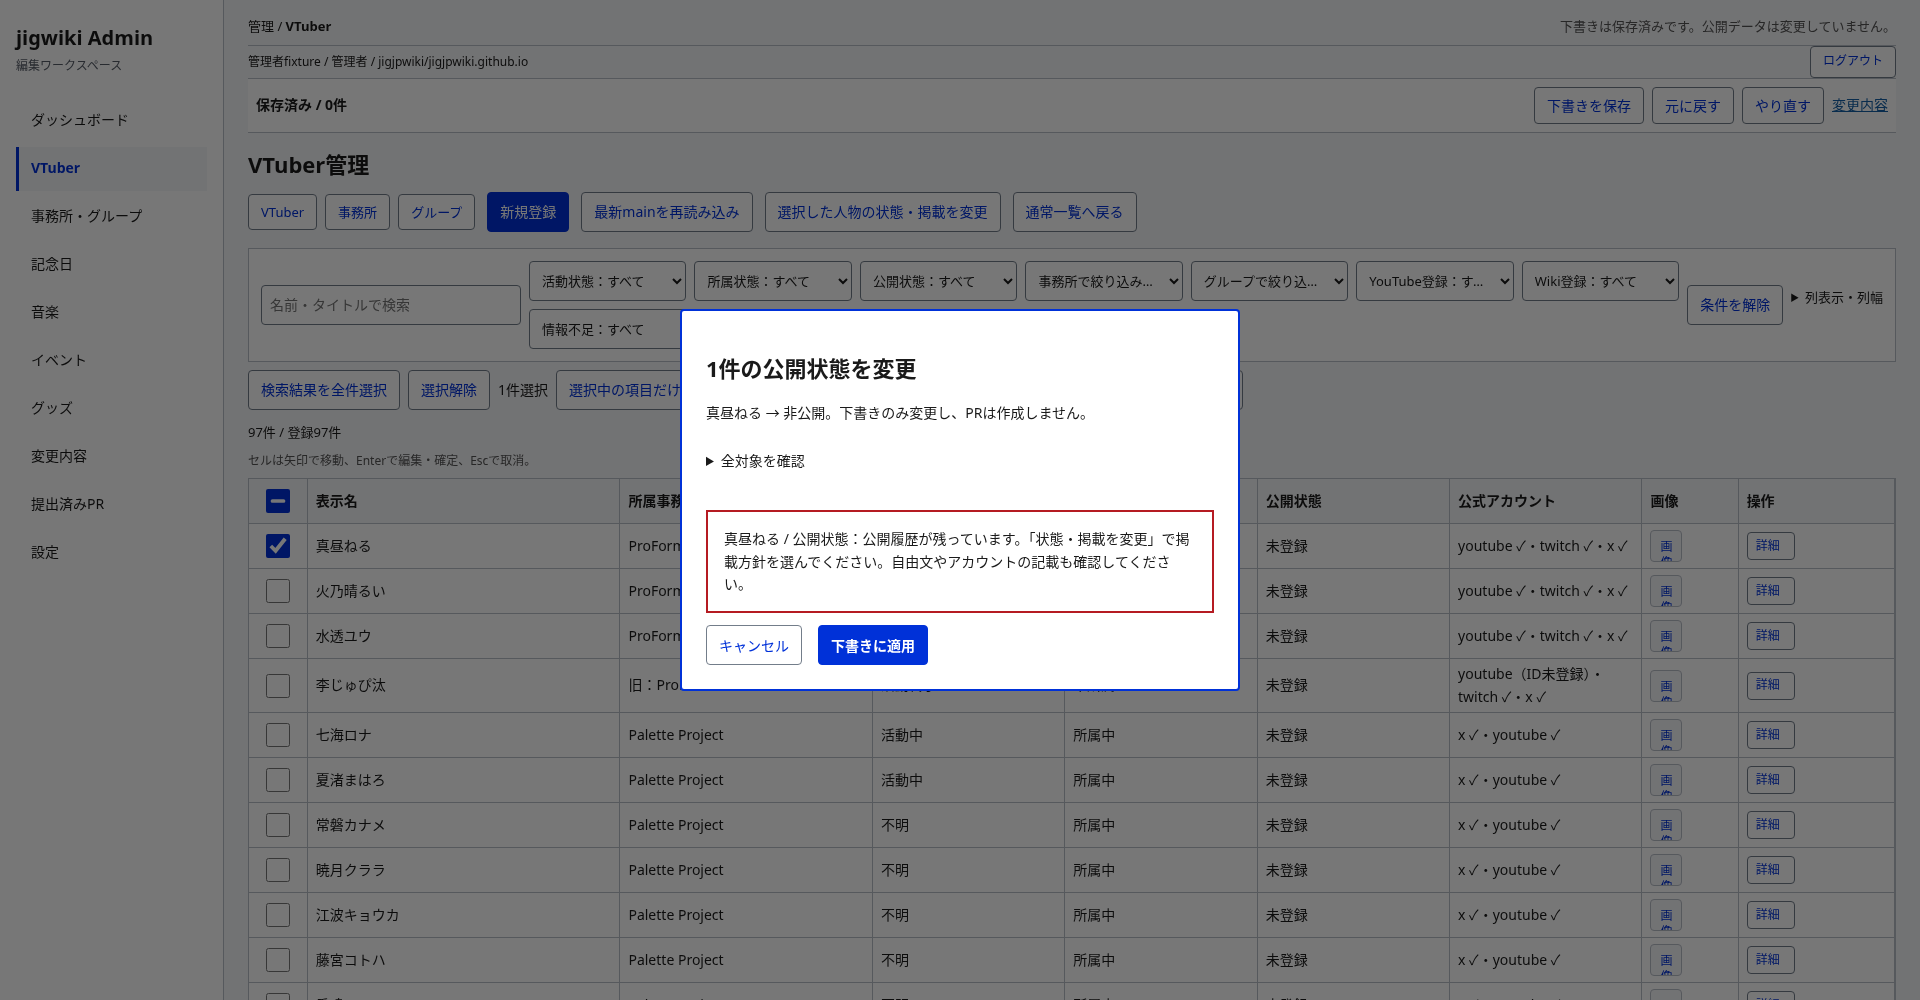 jigwiki Admin
編集ワークスペース
ダッシュボード
VTuber
事務所・グループ
記念日
音楽
イベント
グッズ
変更内容
提出済みPR
設定
管理 / VTuber
下書きは保存済みです。公開データは変更していません。
管理者fixture / 管理者 / jigjpwiki/jigjpwiki.github.io
ログアウト
保存済み / 0件
下書きを保存 元に戻す やり直す 変更内容
VTuber管理
VTuber 事務所 グループ 新規登録 最新mainを再読み込み 選択した人物の状態・掲載を変更 通常一覧へ戻る
名前・タイトルで検索
活動状態：すべて 所属状態：すべて 公開状態：すべて 事務所で絞り込み... グループで絞り込... YouTube登録：す... Wiki登録：すべて
情報不足：すべて
条件を解除
▶ 列表示・列幅
検索結果を全件選択 選択解除 1件選択 選択中の項目だけ
97件 / 登録97件
セルは矢印で移動、Enterで編集・確定、Escで取消。
表示名 所属事務 公開状態 公式アカウント 画像 操作
真昼ねる ProForm 未登録 youtube ✓・twitch ✓・x ✓ 画像 詳細
火乃晴るい ProForm 未登録 youtube ✓・twitch ✓・x ✓ 画像 詳細
水透ユウ ProForm 未登録 youtube ✓・twitch ✓・x ✓ 画像 詳細
李じゅぴ汰 旧：Pro 未登録 youtube（ID未登録）・
twitch ✓・x ✓ 画像 詳細
七海ロナ Palette Project 活動中 所属中 未登録 x ✓・youtube ✓ 画像 詳細
夏渚まはろ Palette Project 活動中 所属中 未登録 x ✓・youtube ✓ 画像 詳細
常磐カナメ Palette Project 不明 所属中 未登録 x ✓・youtube ✓ 画像 詳細
暁月クララ Palette Project 不明 所属中 未登録 x ✓・youtube ✓ 画像 詳細
江波キョウカ Palette Project 不明 所属中 未登録 x ✓・youtube ✓ 画像 詳細
藤宮コトハ Palette Project 不明 所属中 未登録 x ✓・youtube ✓ 画像 詳細
1件の公開状態を変更
真昼ねる → 非公開。下書きのみ変更し、PRは作成しません。
▶ 全対象を確認
真昼ねる / 公開状態：公開履歴が残っています。「状態・掲載を変更」で掲
載方針を選んでください。自由文やアカウントの記載も確認してくださ
い。
キャンセル 下書きに適用